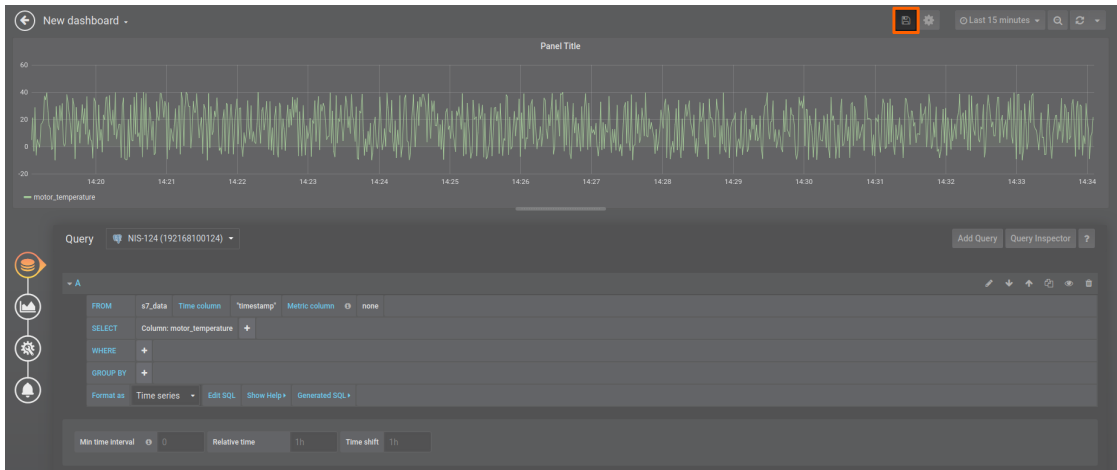 New dashboard
Last 15 minutes
Panel Title
60
40
20
0
-20
14:20 14:21 14:22 14:23 14:24 14:25 14:26 14:27 14:28 14:29 14:30 14:31 14:32 14:33 14:34
motor_temperature
Query NIS-124 (192168100124) Add Query Query Inspector ?
A
FROM s7_data Time column "timestamp" Metric column none
SELECT Column: motor_temperature +
WHERE +
GROUP BY +
Format as Time series Edit SQL Show Help Generated SQL
Min time interval 0 Relative time 1h Time shift 1h